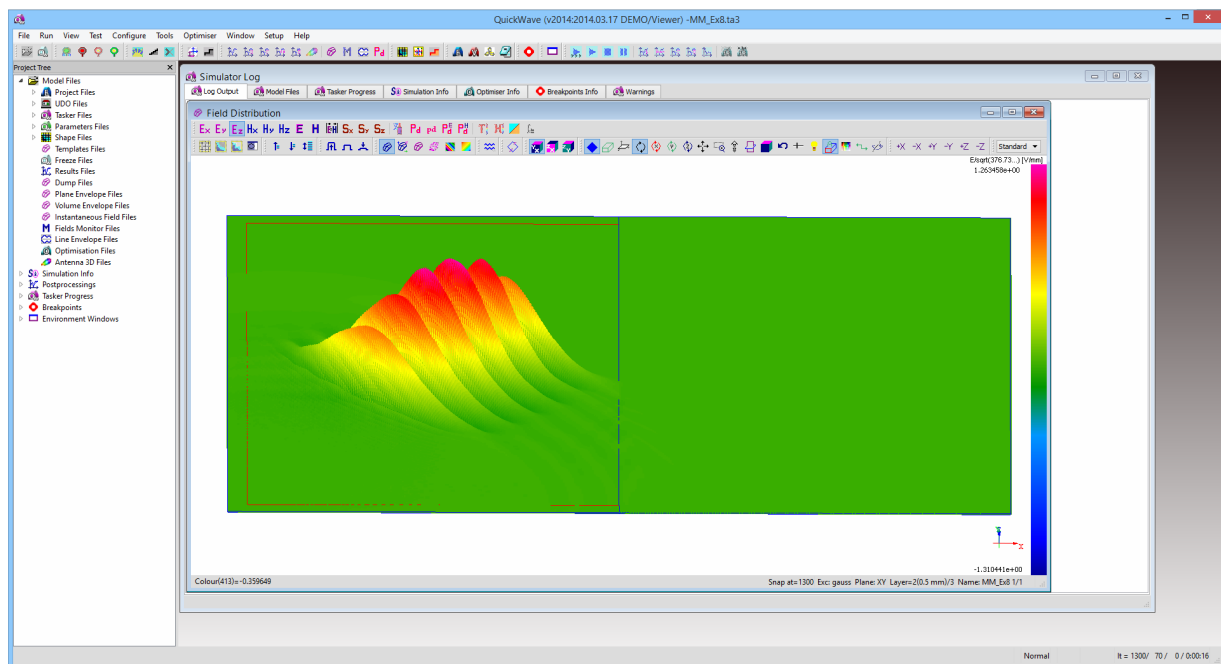 QuickWave (v2014:2014.03.17 DEMO/Viewer) -MM_Ex8.ta3
File Run View Test Configure Tools Optimiser Window Setup Help
Project Tree
Model Files
Project Files
UDO Files
Tasker Files
Parameters Files
Shape Files
Templates Files
Freeze Files
Results Files
Dump Files
Plane Envelope Files
Volume Envelope Files
Instantaneous Field Files
Fields Monitor Files
Line Envelope Files
Optimisation Files
Antenna 3D Files
Simulation Info
Postprocessings
Tasker Progress
Breakpoints
Environment Windows
Simulator Log
Log Output Model Files Tasker Progress Simulation Info Optimiser Info Breakpoints Info Warnings
Field Distribution
Ex Ey Ez Hx Hy Hz E H Sx Sy Sz Pd pd
+X -X +Y -Y +Z -Z Standard
E/sqrt(376.73...) [V/mm]
1.263458e+00
X
-1.310441e+00
Colour(413)=-0.359649
Snap at=1300 Exc: gauss Plane: XY Layer=2(0.5 mm)/3 Name: MM_Ex8 1/1
Normal
It = 1300/ 70 / 0 / 0:00:16